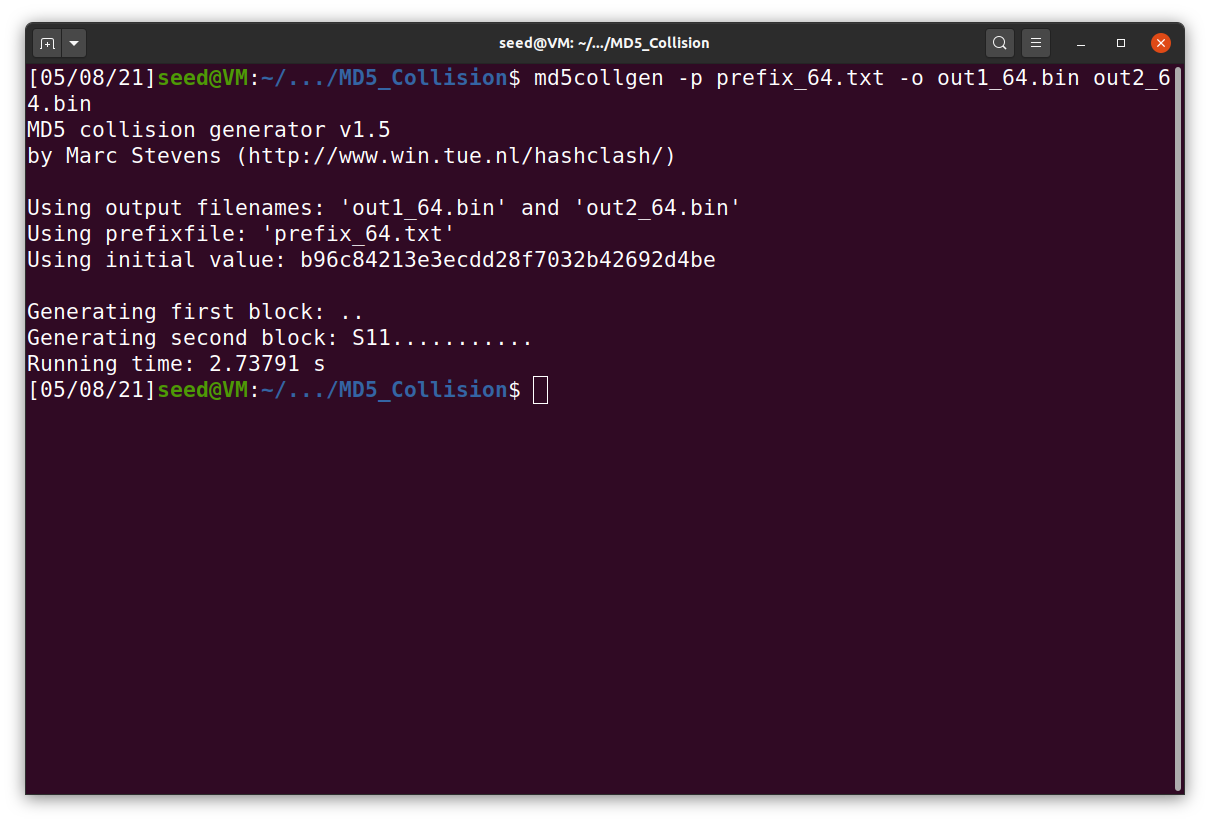 seed@VM: ~/.../MD5_Collision
[05/08/21]seed@VM:~/.../MD5_Collision$ md5collgen -p prefix_64.txt -o out1_64.bin out2_6
4.bin
MD5 collision generator v1.5
by Marc Stevens (http://www.win.tue.nl/hashclash/)

Using output filenames: 'out1_64.bin' and 'out2_64.bin'
Using prefixfile: 'prefix_64.txt'
Using initial value: b96c84213e3ecdd28f7032b42692d4be

Generating first block: ..
Generating second block: S11...........
Running time: 2.73791 s
[05/08/21]seed@VM:~/.../MD5_Collision$